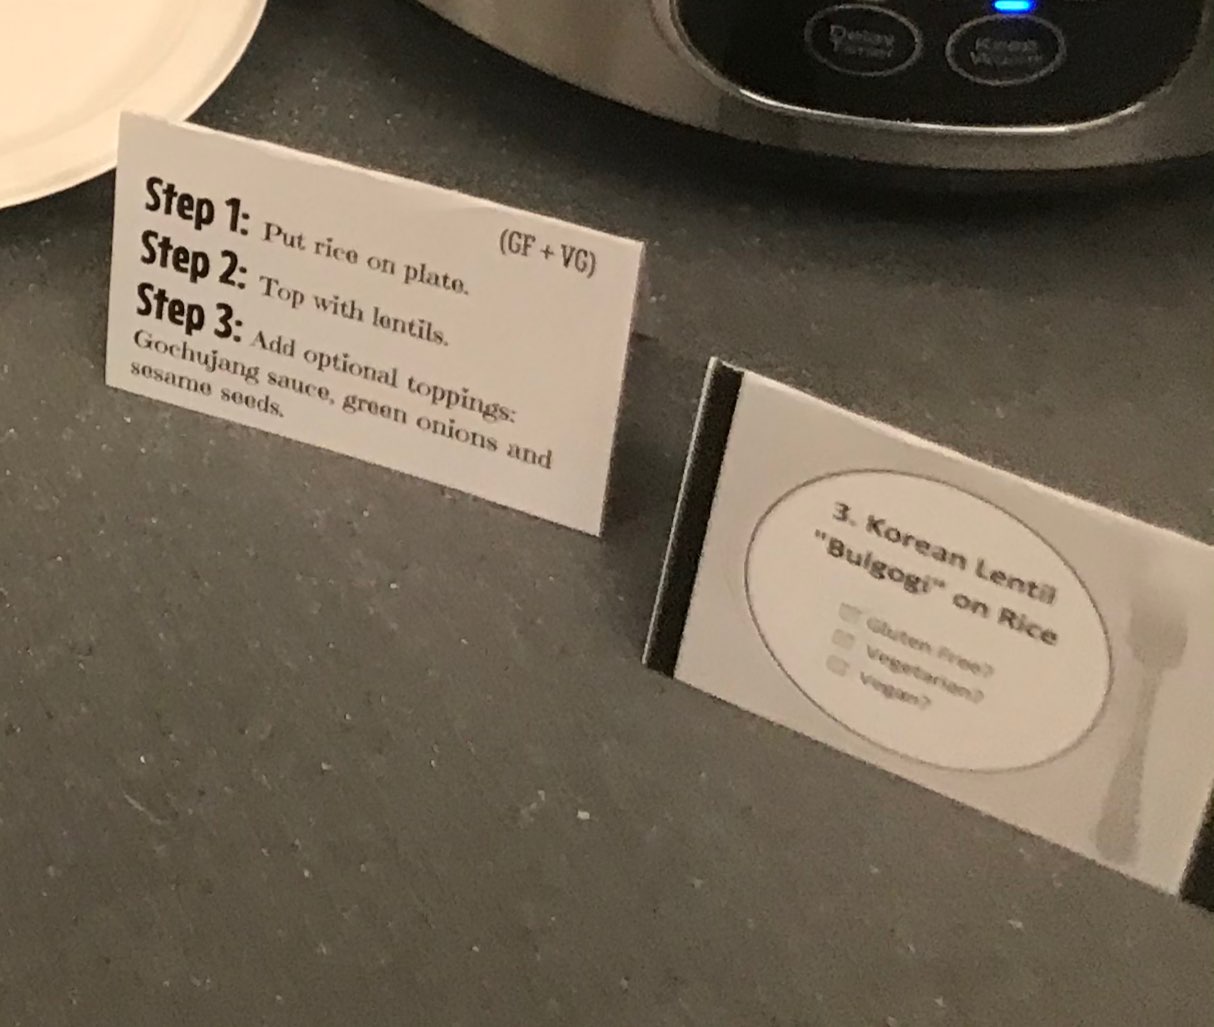 Delay
Timer
Keep
Warm
(GF + VG)
Step 1: Put rice on plate.
Step 2: Top with lentils.
Step 3: Add optional toppings:
Gochujang sauce, green onions and
sesame seeds.
3. Korean Lentil
"Bulgogi" on Rice
Gluten Free?
Vegetarian?
Vegan?